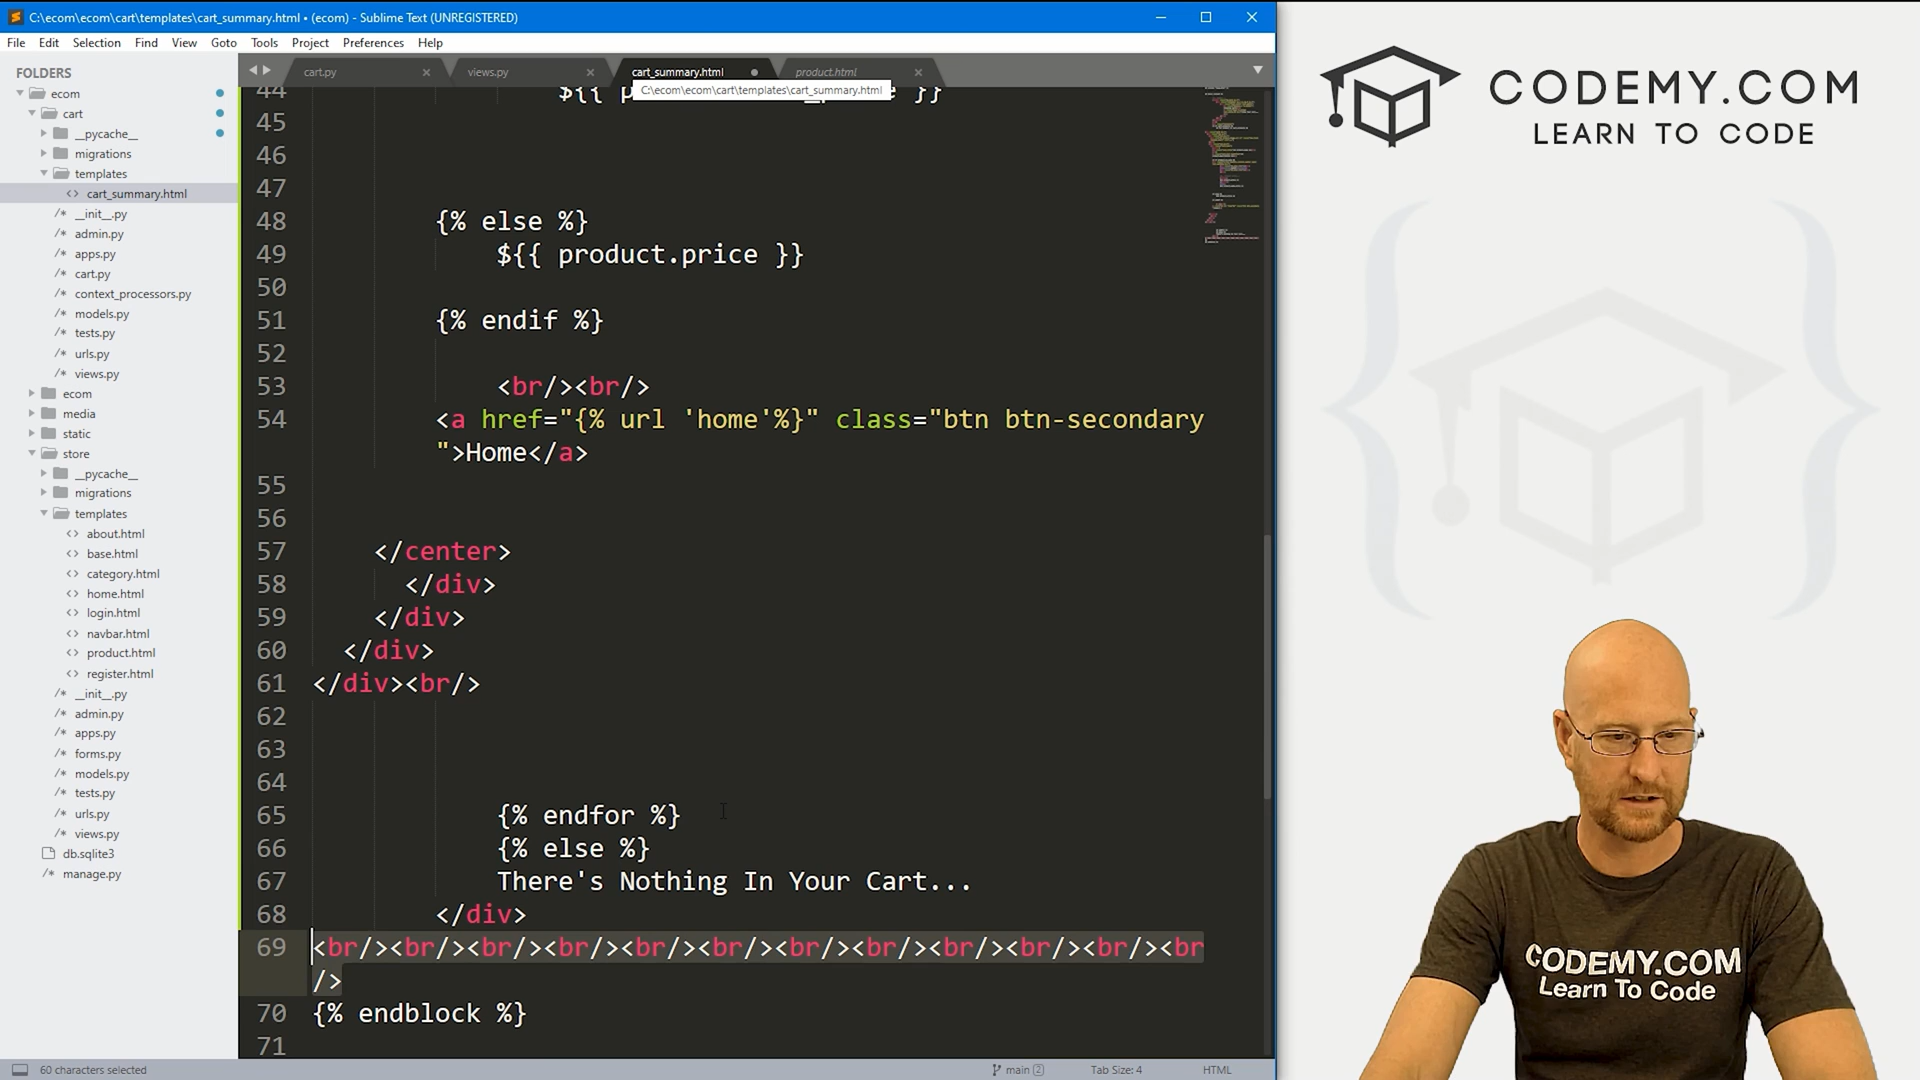 C:\ecom\ecom\cart\templates\cart_summary.html • (ecom) - Sublime Text (UNREGISTERED)
File Edit Selection Find View Goto Tools Project Preferences Help
FOLDERS
ecom
cart
__pycache__
migrations
templates
<> cart_summary.html
/* __init__.py
/* admin.py
/* apps.py
/* cart.py
/* context_processors.py
/* models.py
/* tests.py
/* urls.py
/* views.py
ecom
media
static
store
__pycache__
migrations
templates
<> about.html
<> base.html
<> category.html
<> home.html
<> login.html
<> navbar.html
<> product.html
<> register.html
/* __init__.py
/* admin.py
/* apps.py
/* forms.py
/* models.py
/* tests.py
/* urls.py
/* views.py
db.sqlite3
/* manage.py
cart.py views.py cart_summary.html product.html
C:\ecom\ecom\cart\templates\cart_summary.html
44 ${{ }}
45
46
47
48 {% else %}
49 ${{ product.price }}
50
51 {% endif %}
52
53 <br/><br/>
54 <a href="{% url 'home'%}" class="btn btn-secondary
">Home</a>
55
56
57 </center>
58 </div>
59 </div>
60 </div>
61 </div><br/>
62
63
64
65 {% endfor %}
66 {% else %}
67 There's Nothing In Your Cart...
68 </div>
69 <br/><br/><br/><br/><br/><br/><br/><br/><br/><br/><br/><br
/>
70 {% endblock %}
71
60 characters selected main (2) Tab Size: 4 HTML
CODEMY.COM
LEARN TO CODE
CODEMY.COM
Learn To Code